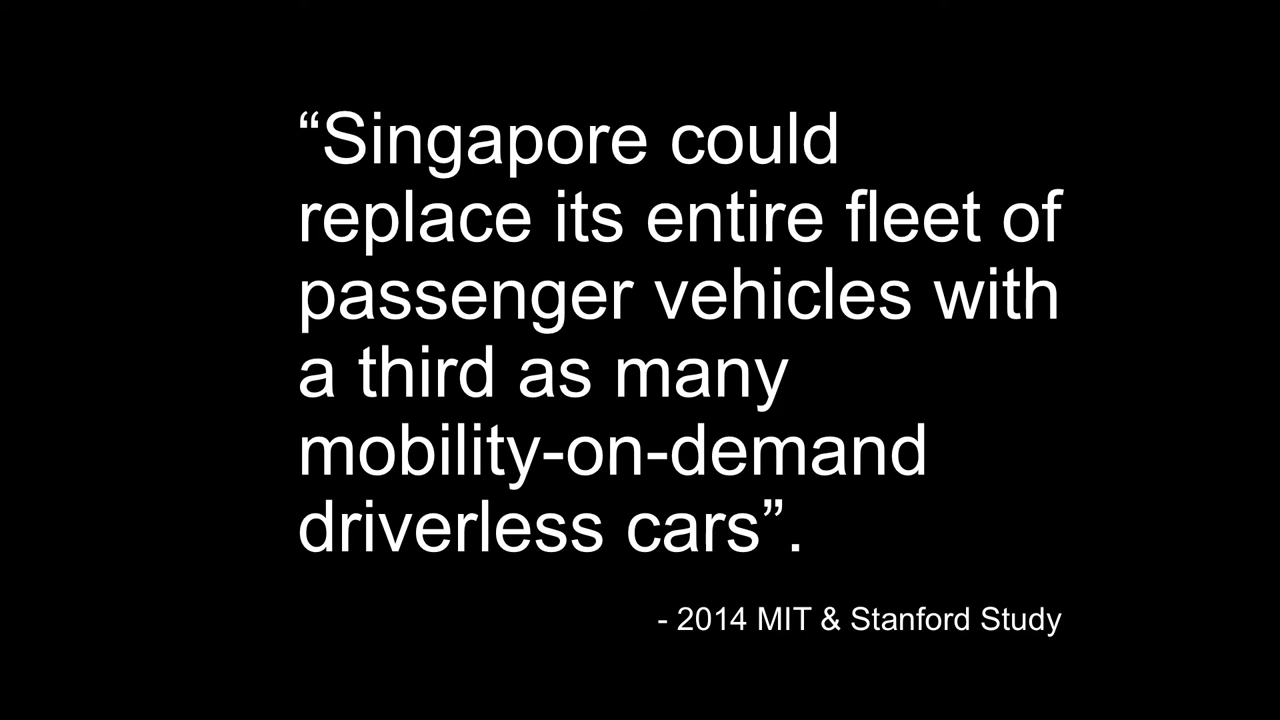 “Singapore could
replace its entire fleet of
passenger vehicles with
a third as many
mobility-on-demand
driverless cars”.
- 2014 MIT & Stanford Study